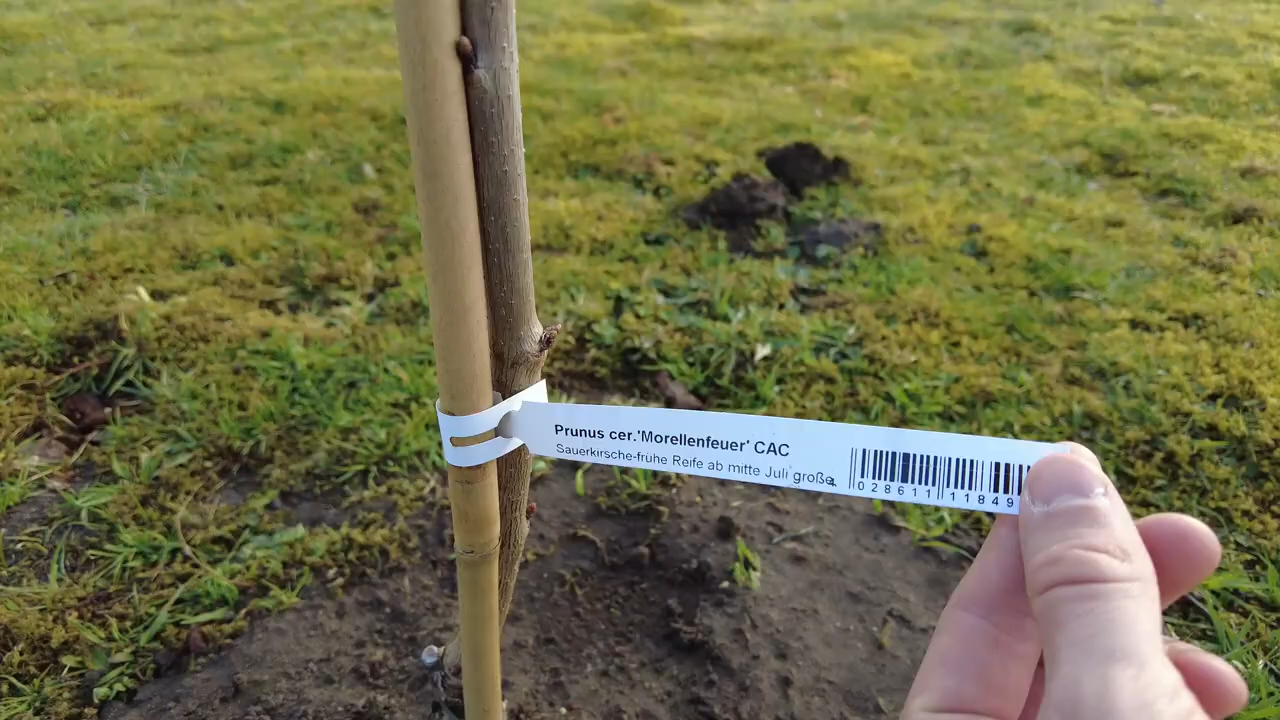 Prunus cer.'Morellenfeuer' CAC
Sauerkirsche-frühe Reife ab mitte Juli große
028611 11849